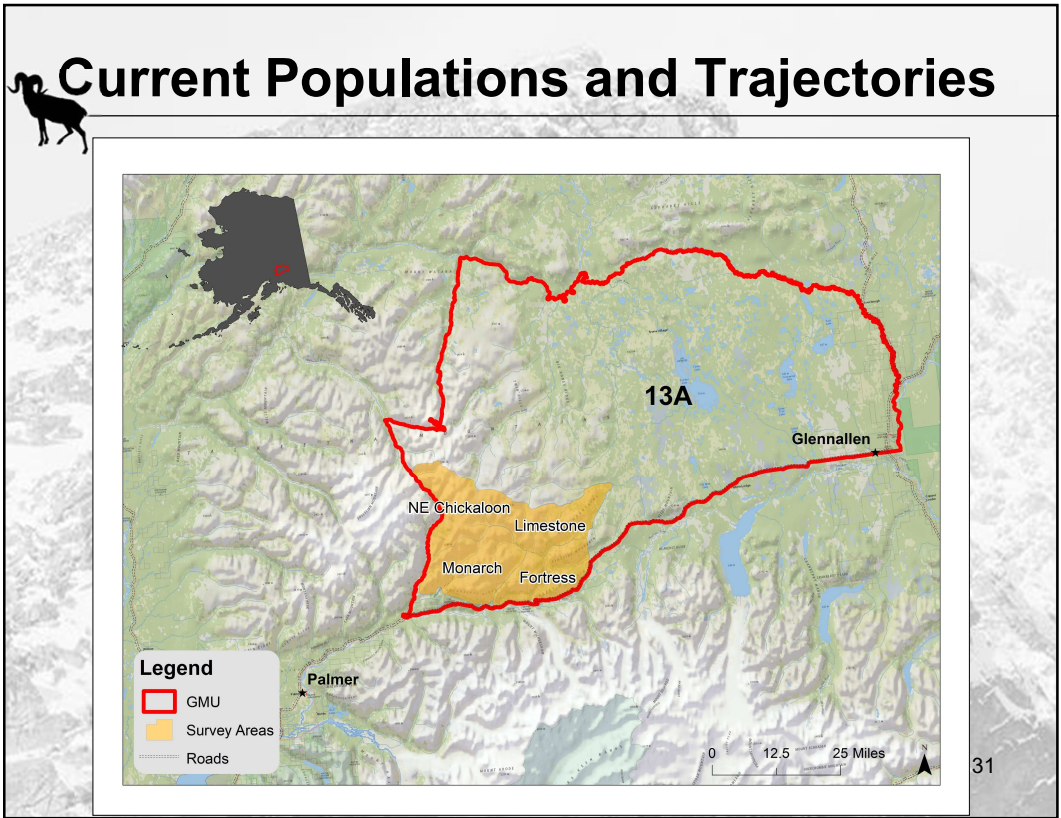 Current Populations and Trajectories
13A
Glennallen
NE Chickaloon
Limestone
Monarch
Fortress
Palmer
Legend
GMU
Survey Areas
Roads
0 12.5 25 Miles
N
31